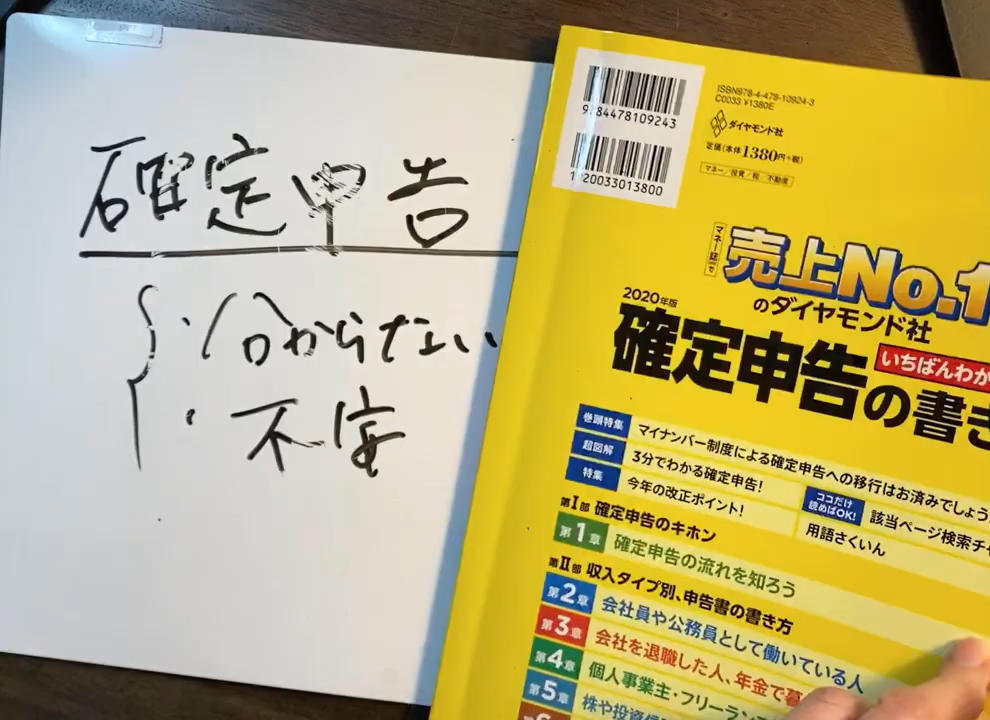 確定申告
・分からない
・不安
9784478109243
1920033013800
ISBN978-4-478-10924-3
C0033 ¥1380E
ダイヤモンド社
定価(本体1380円+税)
マネー/投資/税 不動産
マネー誌で
売上No.1
のダイヤモンド社
2020年版
確定申告の書き
いちばんわか
巻頭特集 マイナンバー制度による確定申告への移行はお済みでしょう
超図解 3分でわかる確定申告!
特集 今年の改正ポイント!
ココだけ読めばOK! 該当ページ検索チ
用語さくいん
第Ⅰ部 確定申告のキホン
第1章 確定申告の流れを知ろう
第Ⅱ部 収入タイプ別、申告書の書き方
第2章 会社員や公務員として働いている人
第3章 会社を退職した人、年金で暮
第4章 個人事業主・フリーラン
第5章 株や投資信